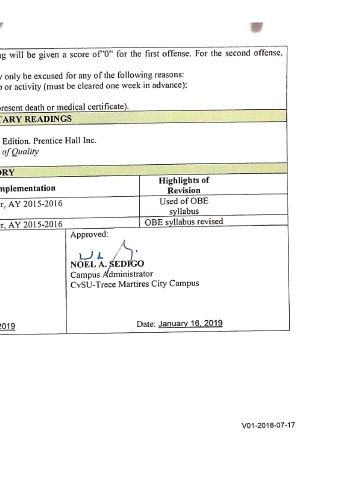 ng will be given a score of"0" for the first offense. For the second offense,
y only be excused for any of the following reasons:
o or activity (must be cleared one week in advance);
present death or medical certificate).
TARY READINGS
Edition. Prentice Hall Inc.
of Quality
ORY
mplementation
Highlights of
Revision
r, AY 2015-2016
Used of OBE
syllabus
r, AY 2015-2016
OBE syllabus revised
Approved:
NOEL A. SEDIGO
Campus Administrator
CvSU-Trece Martires City Campus
2019
Date: January 16, 2019
V01-2018-07-17